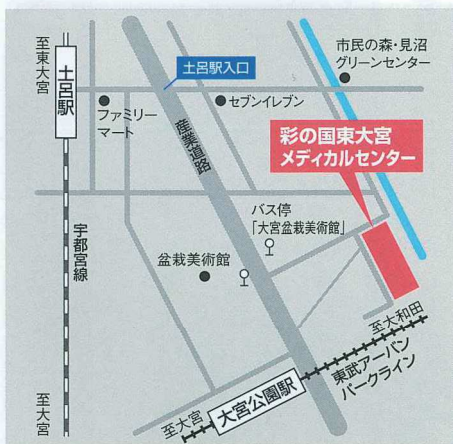 至東大宮
土呂駅
宇都宮線
至大宮
ファミリー
マート
土呂駅入口
セブンイレブン
市民の森・見沼
グリーンセンター
産業道路
彩の国東大宮
メディカルセンター
バス停
「大宮盆栽美術館」
盆栽美術館
至大和田
東武アーバン
パークライン
大宮公園駅
至大宮